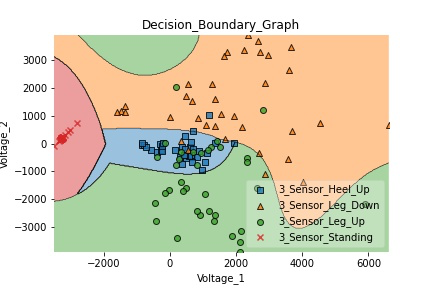 Decision_Boundary_Graph
Voltage_2
3000
2000
1000
0
−1000
−2000
−3000
3_Sensor_Heel_Up
3_Sensor_Leg_Down
3_Sensor_Leg_Up
3_Sensor_Standing
−2000 0 2000 4000 6000
Voltage_1